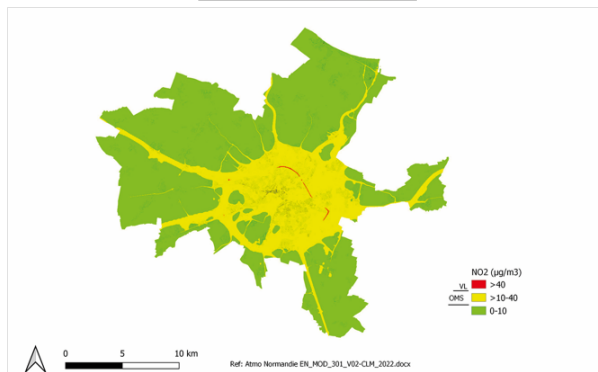 NO2 (µg/m3)
VL >40
OMS >10-40
0-10
0 5 10 km
Ref: Atmo Normandie EN_MOD_301_V02-CLM_2022.docx